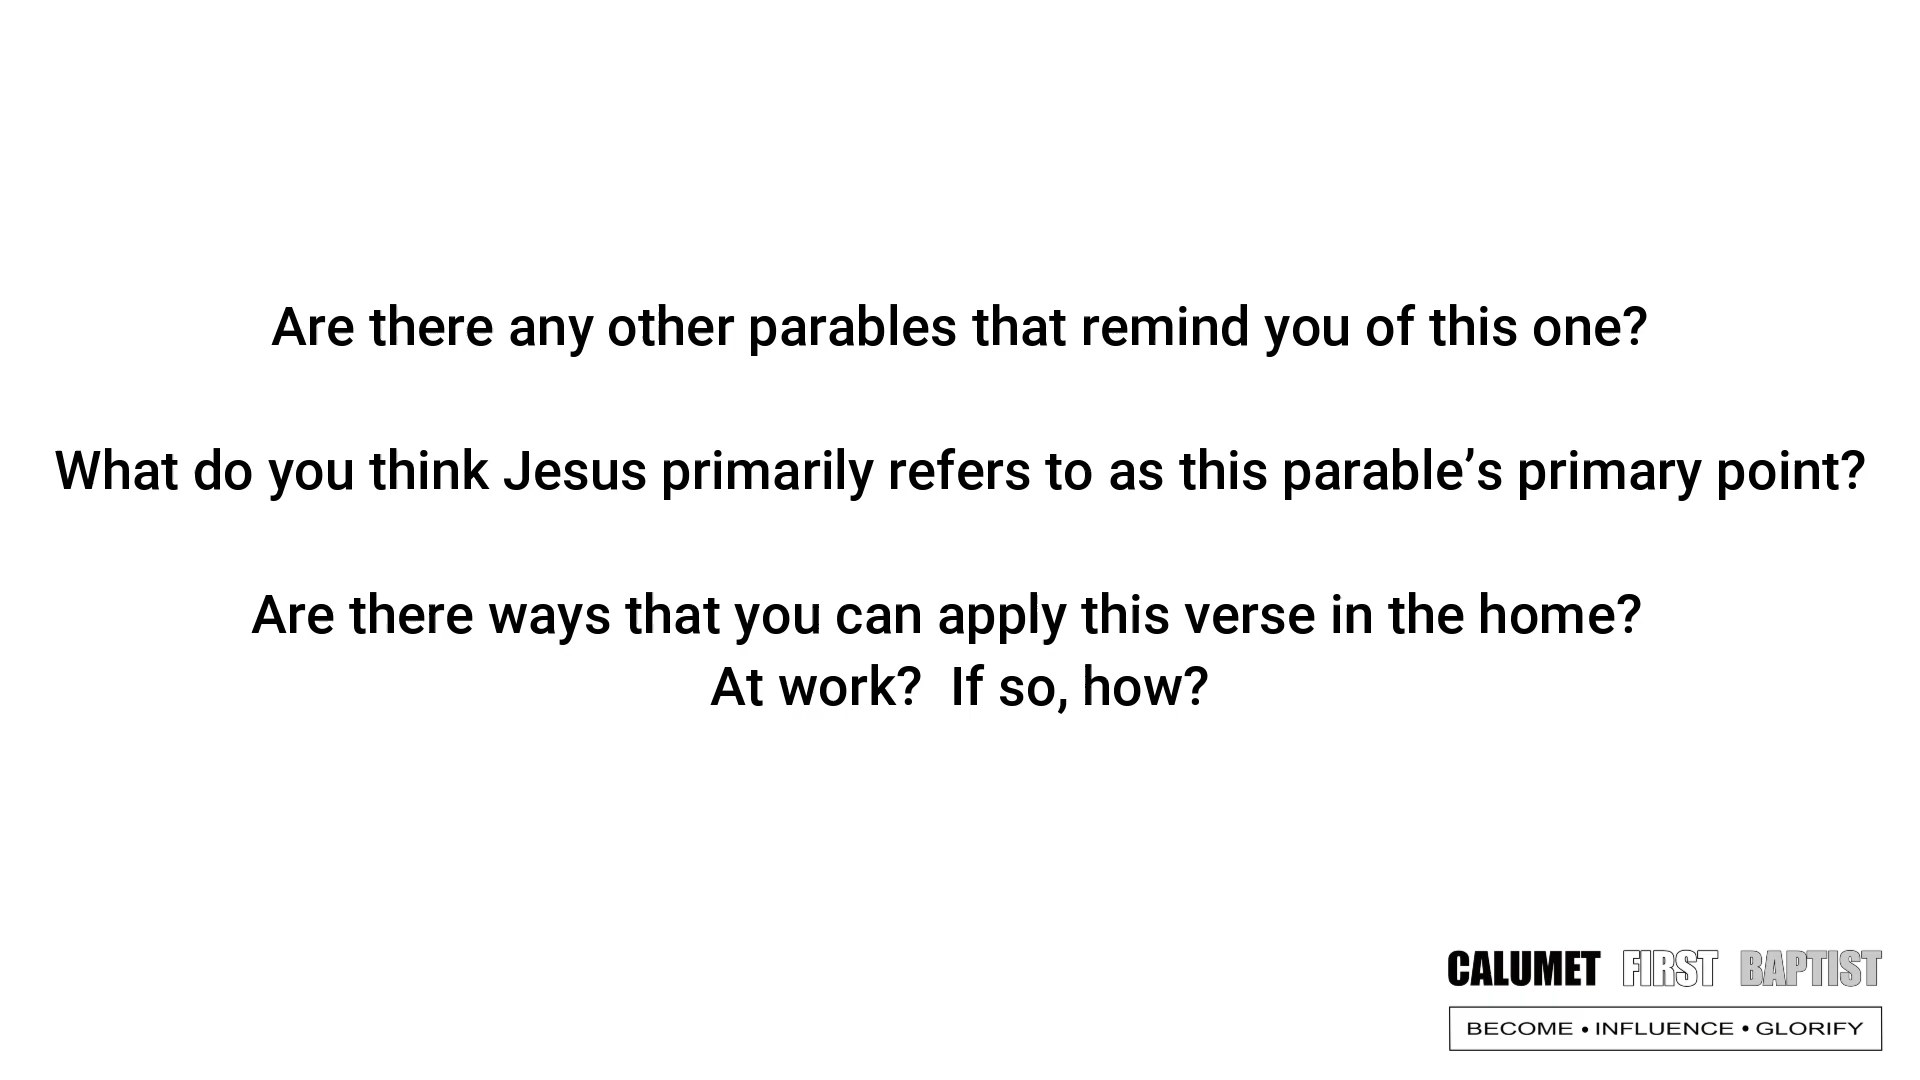 Are there any other parables that remind you of this one?
What do you think Jesus primarily refers to as this parable’s primary point?
Are there ways that you can apply this verse in the home?
At work?  If so, how?
CALUMET FIRST BAPTIST
BECOME • INFLUENCE • GLORIFY